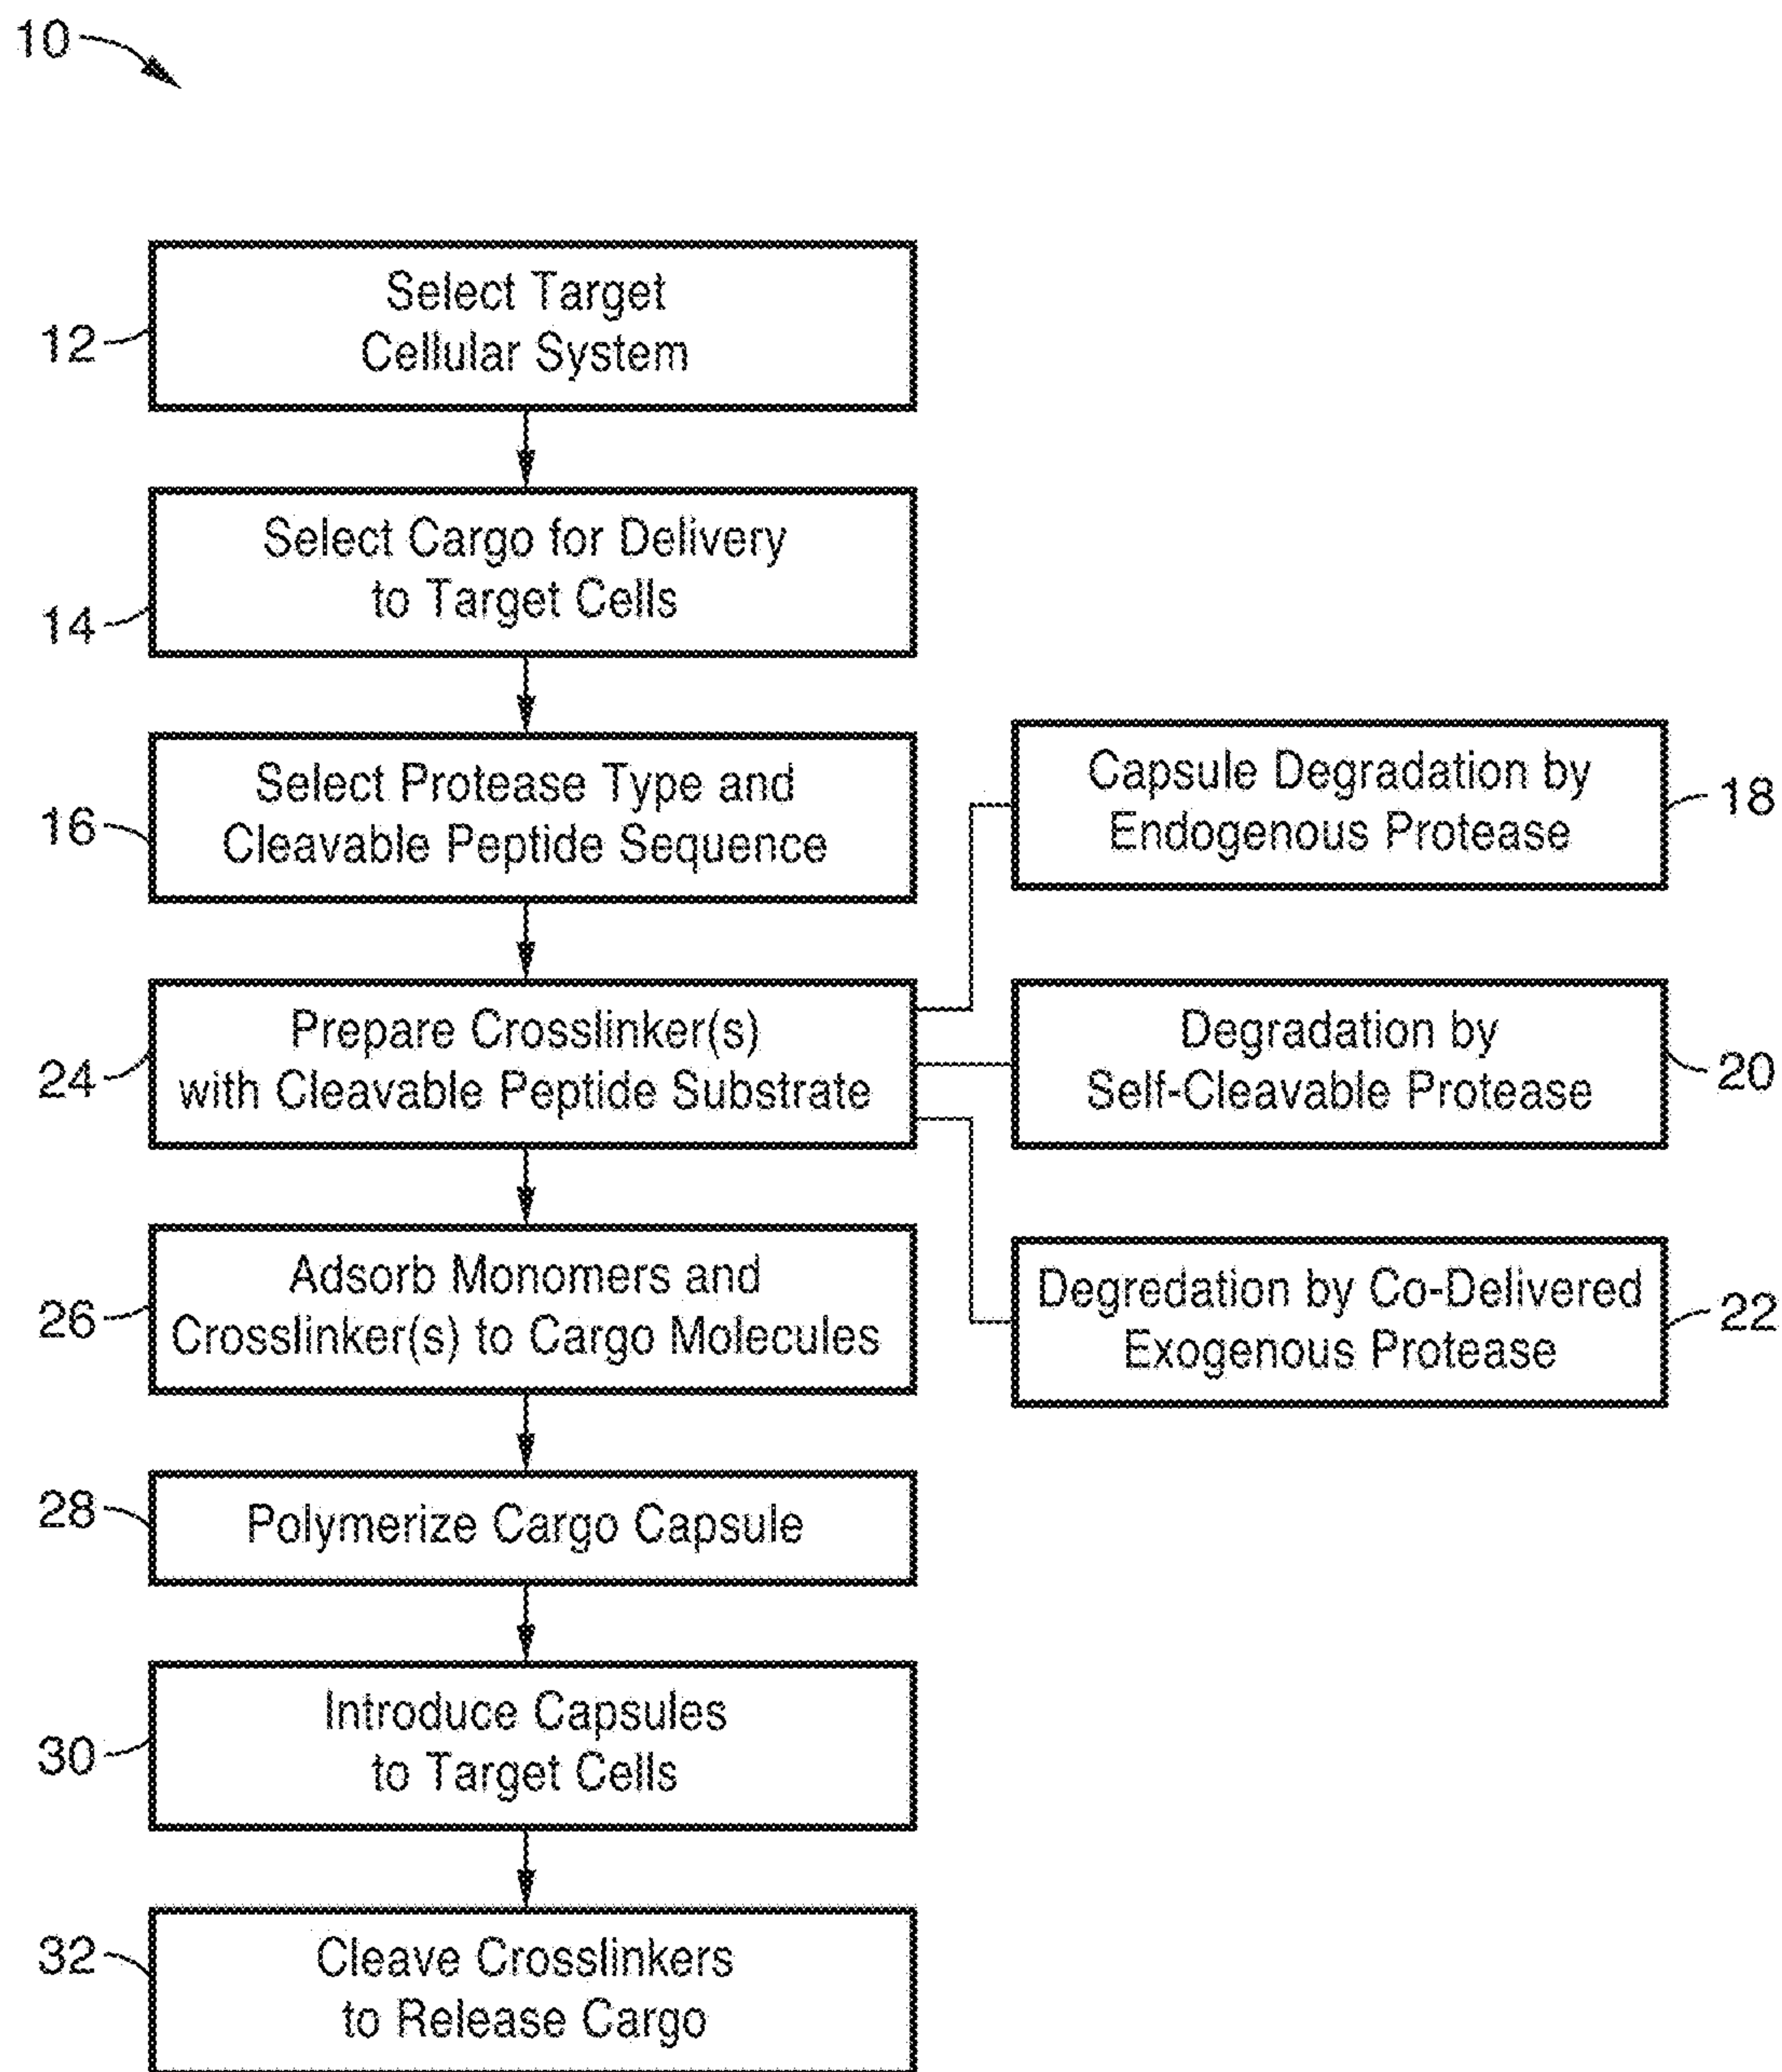 10
Select Target
Cellular System
12
Select Cargo for Delivery
to Target Cells
14
Select Protease Type and
Cleavable Peptide Sequence
16
Capsule Degradation by
Endogenous Protease
18
Prepare Crosslinker(s)
with Cleavable Peptide Substrate
24
Degradation by
Self-Cleavable Protease
20
Adsorb Monomers and
Crosslinker(s) to Cargo Molecules
26
Degredation by Co-Delivered
Exogenous Protease
22
28
Polymerize Cargo Capsule
Introduce Capsules
to Target Cells
30
32
Cleave Crosslinkers
to Release Cargo